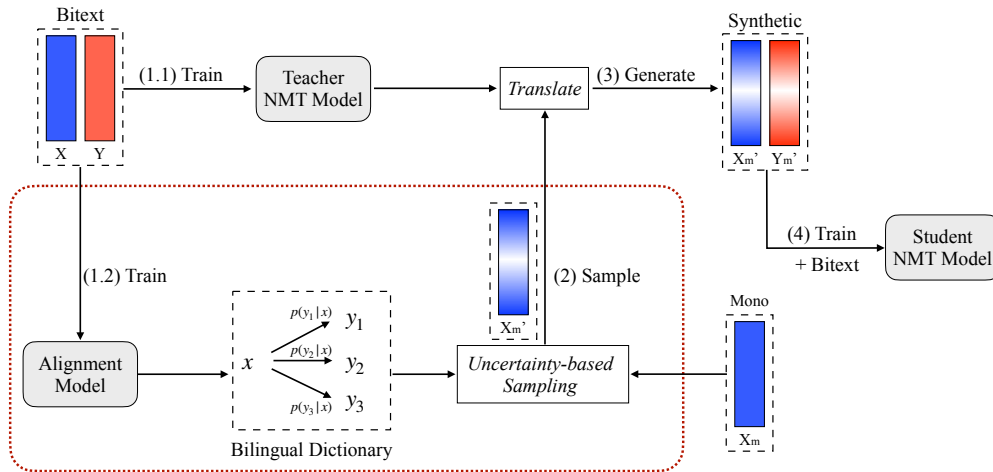 Bitext
X
Y
(1.1) Train
Teacher
NMT Model
Translate
(3) Generate
Synthetic
Xm’
Ym’
(4) Train
+ Bitext
Student
NMT Model
(1.2) Train
Alignment
Model
x
p(y1|x)
y1
p(y2|x)
y2
p(y3|x)
y3
Bilingual Dictionary
Xm’
(2) Sample
Uncertainty-based
Sampling
Mono
Xm